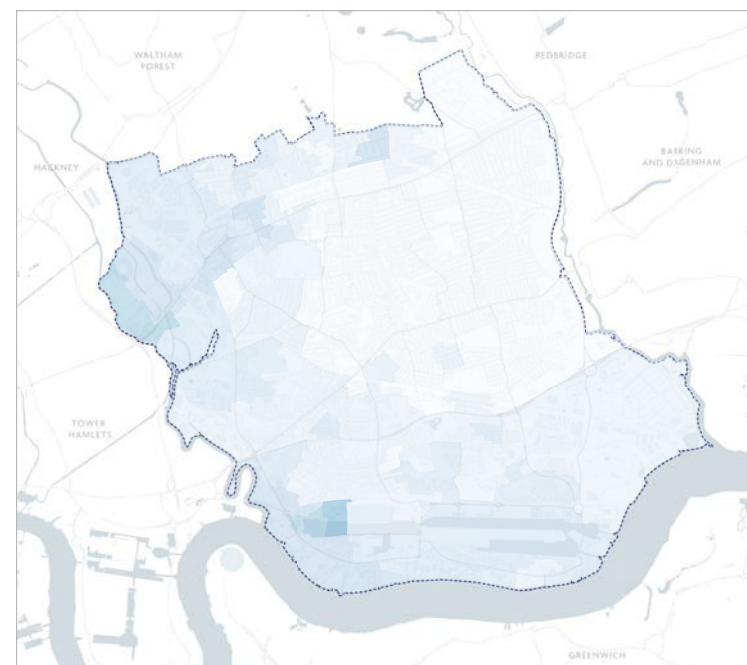 WALTHAM
FOREST
REDBRIDGE
HACKNEY
BARKING
AND DAGENHAM
TOWER
HAMLETS
GREENWICH